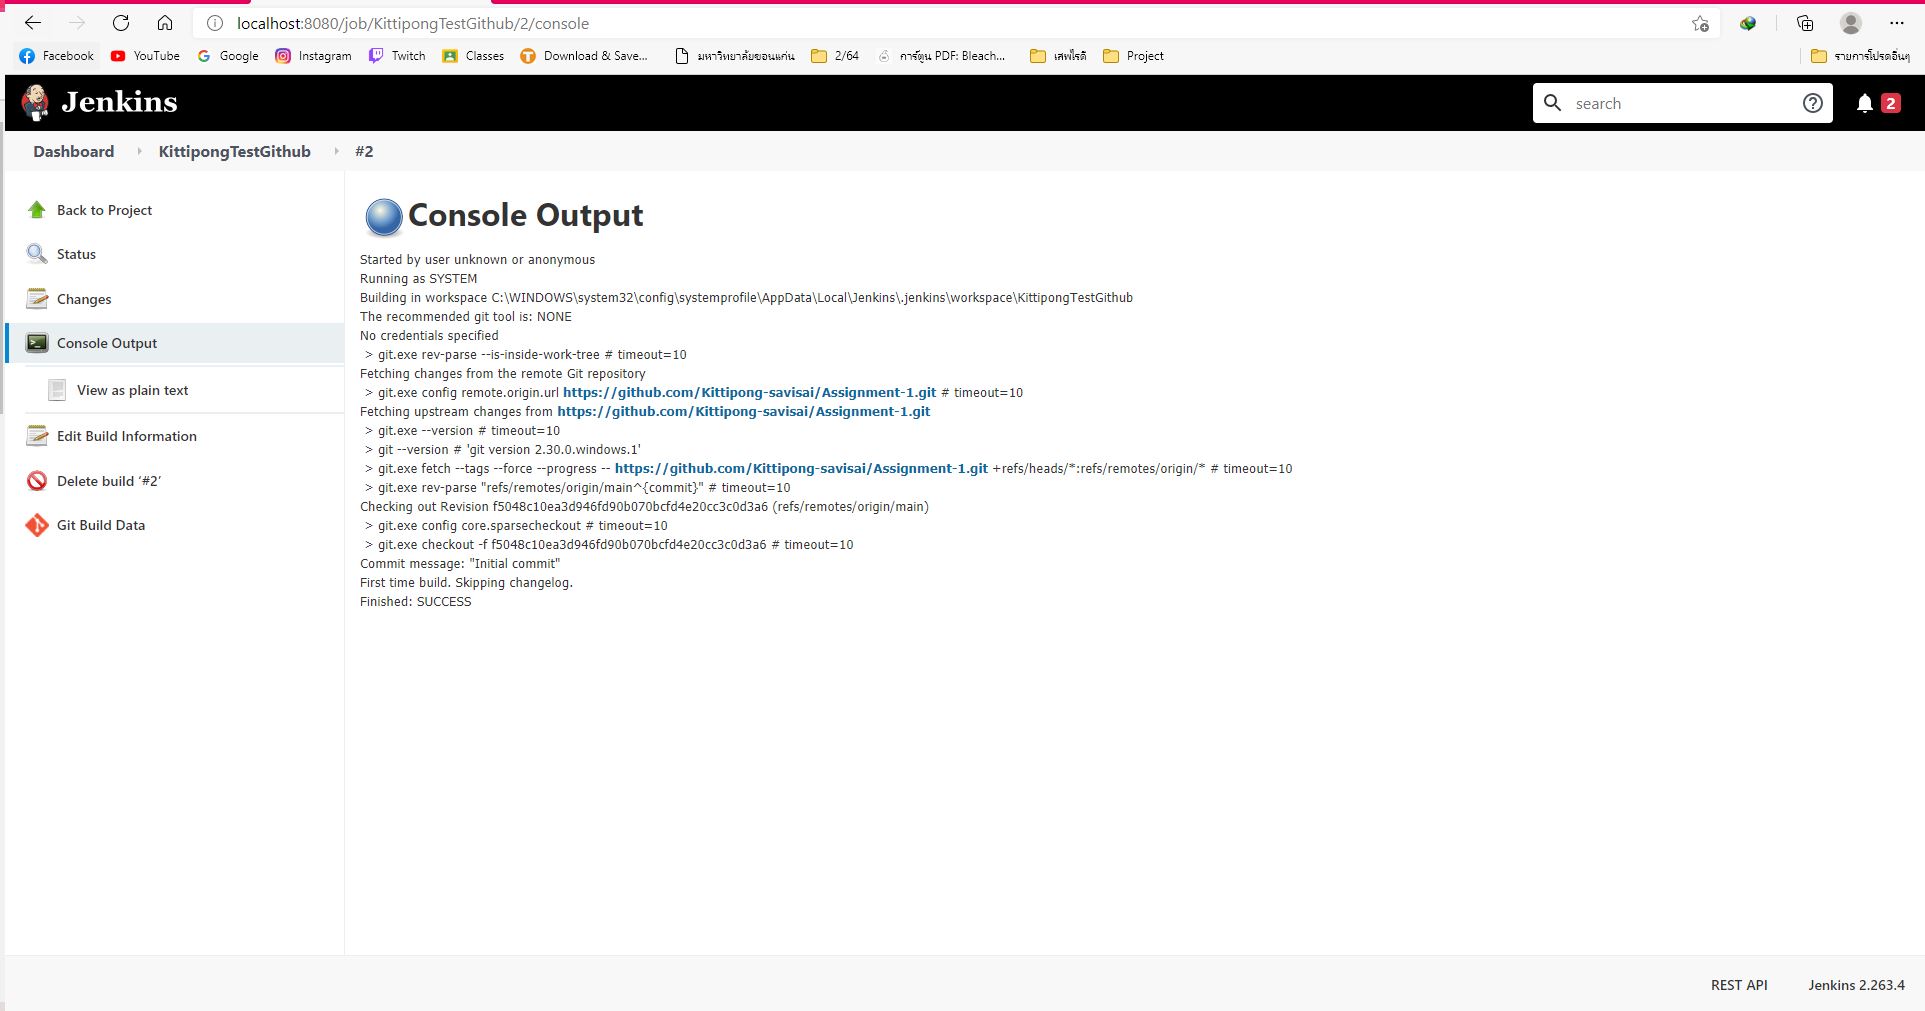 localhost:8080/job/KittipongTestGithub/2/console
Facebook YouTube Google Instagram Twitch Classes Download & Save... มหาวิทยาลัยขอนแก่น 2/64 การ์ตูน PDF: Bleach... เสพไรดี Project รายการโปรดอื่นๆ
Jenkins search 2
Dashboard KittipongTestGithub #2
Back to Project
Status
Changes
Console Output
View as plain text
Edit Build Information
Delete build ‘#2’
Git Build Data
Console Output
Started by user unknown or anonymous
Running as SYSTEM
Building in workspace C:\WINDOWS\system32\config\systemprofile\AppData\Local\Jenkins\.jenkins\workspace\KittipongTestGithub
The recommended git tool is: NONE
No credentials specified
> git.exe rev-parse --is-inside-work-tree # timeout=10
Fetching changes from the remote Git repository
> git.exe config remote.origin.url https://github.com/Kittipong-savisai/Assignment-1.git # timeout=10
Fetching upstream changes from https://github.com/Kittipong-savisai/Assignment-1.git
> git.exe --version # timeout=10
> git --version # 'git version 2.30.0.windows.1'
> git.exe fetch --tags --force --progress -- https://github.com/Kittipong-savisai/Assignment-1.git +refs/heads/*:refs/remotes/origin/* # timeout=10
> git.exe rev-parse "refs/remotes/origin/main^{commit}" # timeout=10
Checking out Revision f5048c10ea3d946fd90b070bcfd4e20cc3c0d3a6 (refs/remotes/origin/main)
> git.exe config core.sparsecheckout # timeout=10
> git.exe checkout -f f5048c10ea3d946fd90b070bcfd4e20cc3c0d3a6 # timeout=10
Commit message: "Initial commit"
First time build. Skipping changelog.
Finished: SUCCESS
REST API Jenkins 2.263.4